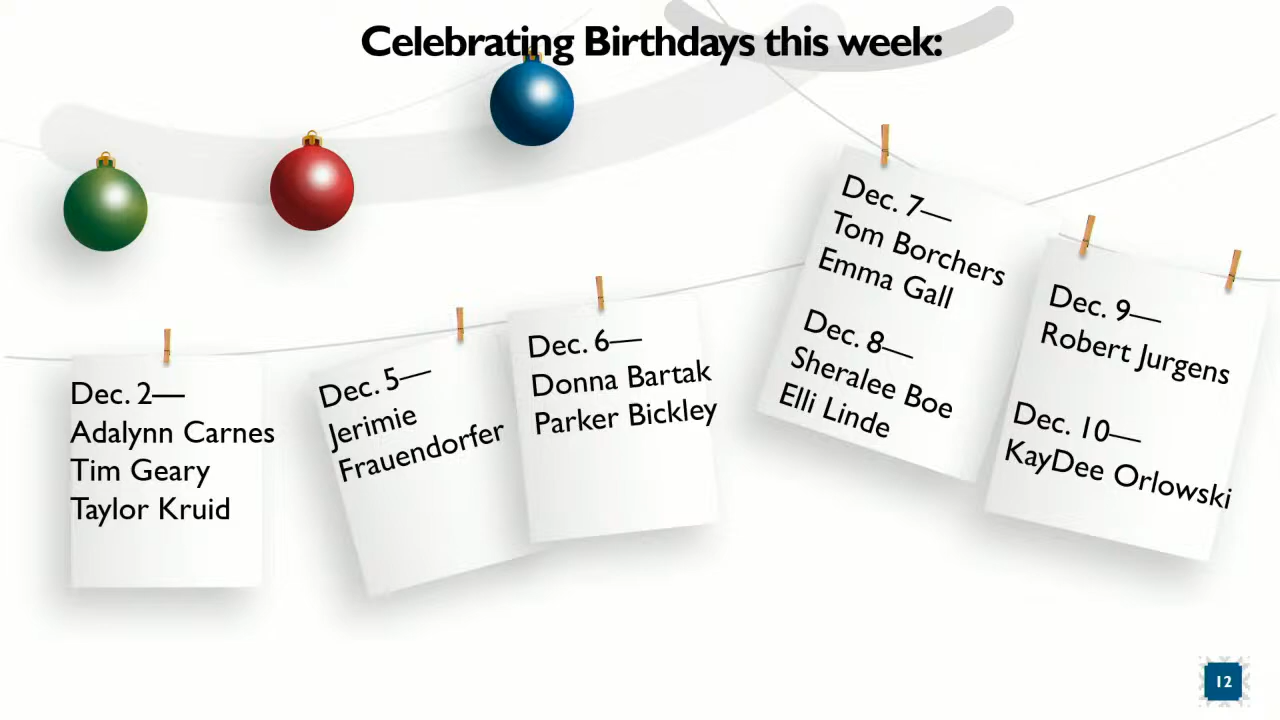 Celebrating Birthdays this week:
Dec. 2—
Adalynn Carnes
Tim Geary
Taylor Kruid
Dec. 5—
Jerimie
Frauendorfer
Dec. 6—
Donna Bartak
Parker Bickley
Dec. 7—
Tom Borchers
Emma Gall
Dec. 8—
Sheralee Boe
Elli Linde
Dec. 9—
Robert Jurgens
Dec. 10—
KayDee Orlowski
12